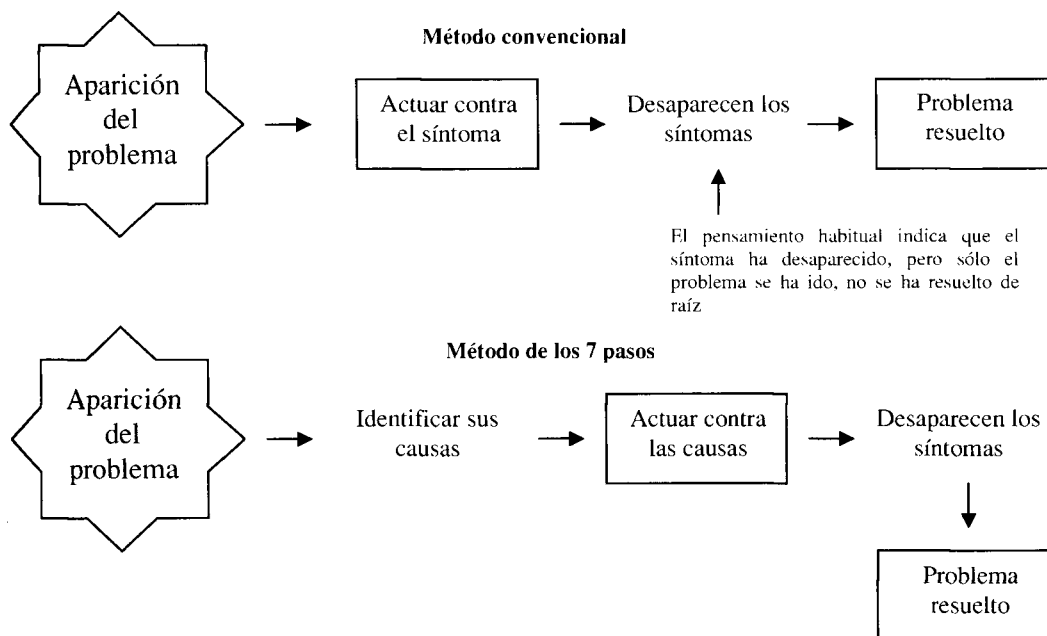 Método convencional
Aparición
del
problema
Actuar contra
el síntoma
Desaparecen los
síntomas
Problema
resuelto
El pensamiento habitual indica que el
síntoma ha desaparecido, pero sólo el
problema se ha ido, no se ha resuelto de
raíz
Método de los 7 pasos
Aparición
del
problema
Identificar sus
causas
Actuar contra
las causas
Desaparecen los
síntomas
Problema
resuelto